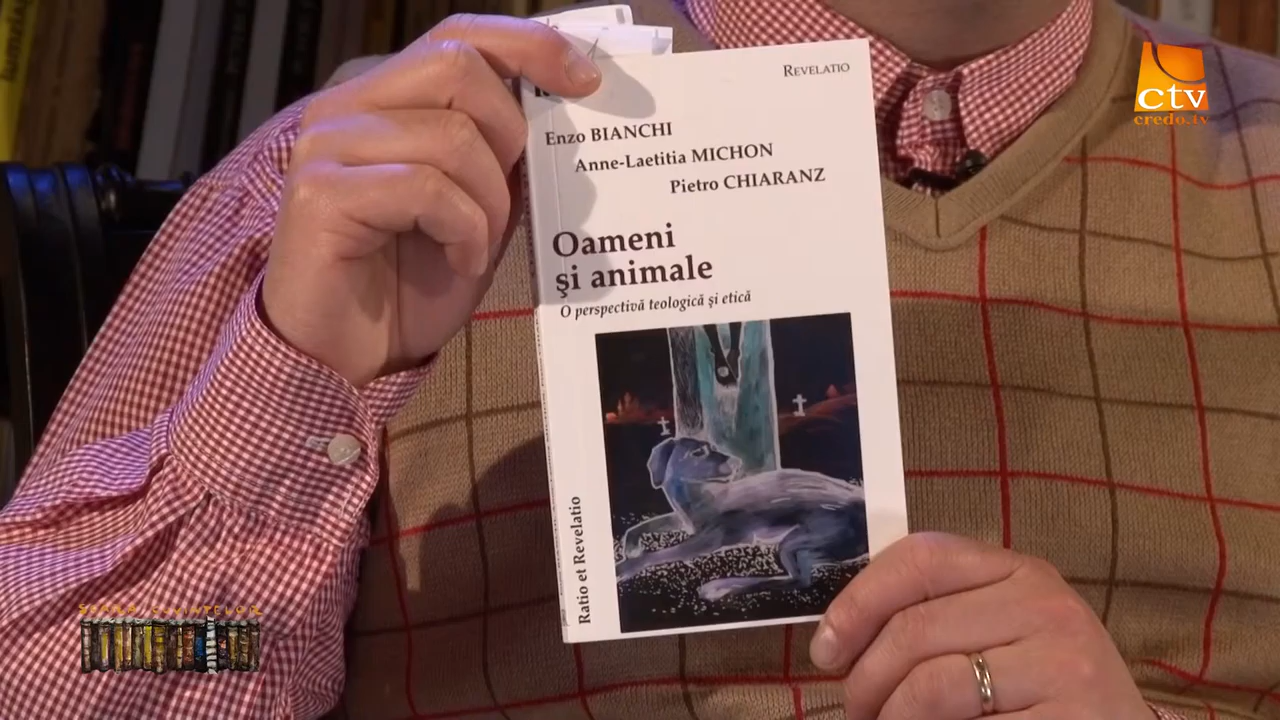 REVELATIO
Enzo BIANCHI
Anne-Laetitia MICHON
Pietro CHIARANZ
Oameni
şi animale
O perspectivă teologică şi etică
Ratio et Revelatio
ctv
credo.tv